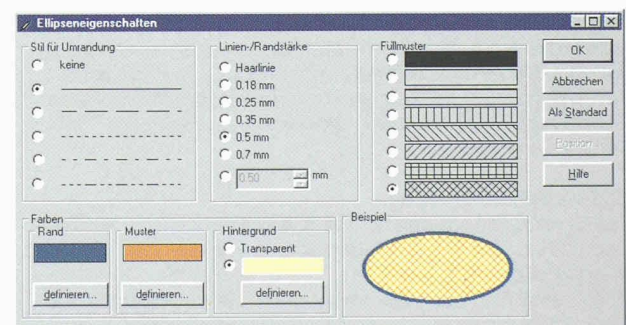 Ellipseneigenschaften
Stil für Umrandung
keine
Linien-/Randstärke
Haarlinie
0.18 mm
0.25 mm
0.35 mm
0.5 mm
0.7 mm
0.50 mm
Füllmuster
OK
Abbrechen
Als Standard
Position...
Hilfe
Farben
Rand
definieren...
Muster
definieren...
Hintergrund
Transparent
definieren...
Beispiel